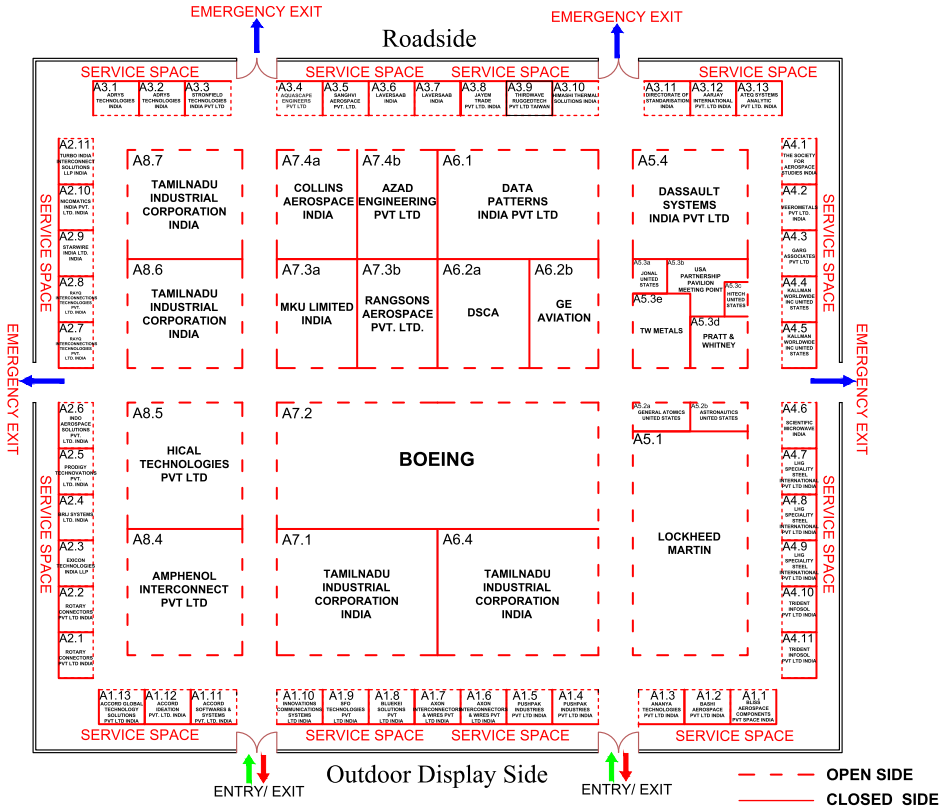 EMERGENCY EXIT
EMERGENCY EXIT
Roadside
SERVICE SPACE
SERVICE SPACE
SERVICE SPACE
SERVICE SPACE
A3.1
ADRYS
TECHNOLOGIES
INDIA
A3.2
ADRYS
TECHNOLOGIES
INDIA
A3.3
STRONFIELD
TECHNOLOGIES
INDIA PVT LTD
A3.4
AQUASCAPE
ENGINEERS
PVT LTD
A3.5
SANGHVI
AEROSPACE
PVT. LTD.
A3.6
LAVERSAAB
INDIA
A3.7
LAVERSAAB
INDIA
A3.8
JAYEM
TRADE
PVT LTD. INDIA
A3.9
THIRDWAVE
RUGGEDTECH
PVT LTD TAIWAN
A3.10
HIMASHI THERMAL
SOLUTIONS INDIA
A3.11
DIRECTORATE OF
STANDARISATION
INDIA
A3.12
AARJAY
INTERNATIONAL
PVT. LTD. INDIA
A3.13
ATEQ SYSTEMS
ANALYTIC
PVT LTD. INDIA
A2.11
TURBO INDIA
INTERCONNECT
SOLUTIONS
LLP INDIA
A2.10
NICOMATICS
INDIA PVT.
LTD. INDIA
A2.9
STARWIRE
INDIA LTD.
INDIA
A2.8
RAYQ
INTERCONNECTIONS
TECHNOLOGIES
PVT.
LTD. INDIA
A2.7
RAYQ
INTERCONNECTIONS
TECHNOLOGIES
PVT.
LTD. INDIA
SERVICE SPACE
A8.7
TAMILNADU
INDUSTRIAL
CORPORATION
INDIA
A8.6
TAMILNADU
INDUSTRIAL
CORPORATION
INDIA
A7.4a
COLLINS
AEROSPACE
INDIA
A7.4b
AZAD
ENGINEERING
PVT LTD
A6.1
DATA
PATTERNS
INDIA PVT LTD
A7.3a
MKU LIMITED
INDIA
A7.3b
RANGSONS
AEROSPACE
PVT. LTD.
A6.2a
DSCA
A6.2b
GE
AVIATION
A5.4
DASSAULT
SYSTEMS
INDIA PVT LTD
A5.3a
JONAL
UNITED
STATES
A5.3b
USA
PARTNERSHIP
PAVILION
MEETING POINT
A5.3c
HITECH
UNITED
STATES
A5.3e
TW METALS
A5.3d
PRATT &
WHITNEY
A4.1
THE SOCIETY
FOR
AEROSPACE
STUDIES INDIA
A4.2
MEEROMETALS
PVT LTD.
INDIA
A4.3
GARG
ASSOCIATES
PVT LTD
A4.4
KALLMAN
WORLDWIDE
INC UNITED
STATES
A4.5
KALLMAN
WORLDWIDE
INC UNITED
STATES
SERVICE SPACE
EMERGENCY EXIT
EMERGENCY EXIT
A2.6
INDO
AEROSPACE
SOLUTIONS
PVT.
LTD. INDIA
A2.5
PRODIGY
TECHNOVATIONS
PVT.
LTD. INDIA
A2.4
BRIJ SYSTEMS
LTD. INDIA
A2.3
EXICON
TECHNOLOGIES
INDIA LLP
A2.2
ROTARY
CONNECTORS
PVT LTD INDIA
A2.1
ROTARY
CONNECTORS
PVT LTD INDIA
SERVICE SPACE
A8.5
HICAL
TECHNOLOGIES
PVT LTD
A8.4
AMPHENOL
INTERCONNECT
PVT LTD
A7.2
BOEING
A7.1
TAMILNADU
INDUSTRIAL
CORPORATION
INDIA
A6.4
TAMILNADU
INDUSTRIAL
CORPORATION
INDIA
A5.2a
GENERAL ATOMICS
UNITED STATES
A5.2b
ASTRONAUTICS
UNITED STATES
A5.1
LOCKHEED
MARTIN
A4.6
SCIENTIFIC
MICROWAVE
INDIA
A4.7
LHG
SPECIALITY
STEEL
INTERNATIONAL
PVT LTD INDIA
A4.8
LHG
SPECIALITY
STEEL
INTERNATIONAL
PVT LTD INDIA
A4.9
LHG
SPECIALITY
STEEL
INTERNATIONAL
PVT LTD INDIA
A4.10
TRIDENT
INFOSOL
PVT LTD INDIA
A4.11
TRIDENT
INFOSOL
PVT LTD INDIA
SERVICE SPACE
A1.13
ACCORD GLOBAL
TECHNOLOGY
SOLUTIONS
PVT LTD INDIA
A1.12
ACCORD
IDEATION
PVT. LTD. INDIA
A1.11
ACCORD
SOFTWARES &
SYSTEMS
PVT. LTD. INDIA
A1.10
INNOVATIONS
COMMUNICATIONS
SYSTEMS
LTD INDIA
A1.9
SFO
TECHNOLOGIES
PVT
LTD INDIA
A1.8
BLUEKEI
SOLUTIONS
PVT
LTD INDIA
A1.7
AXON
INTERCONNECTORS
& WIRES PVT
LTD INDIA
A1.6
AXON
INTERCONNECTORS
& WIRES PVT
LTD INDIA
A1.5
PUSHPAK
INDUSTRIES
PVT LTD INDIA
A1.4
PUSHPAK
INDUSTRIES
PVT LTD INDIA
A1.3
ANANYA
TECHNOLOGIES
PVT LTD INDIA
A1.2
BASHI
AEROSPACE
PVT LTD INDIA
A1.1
BLISS
AEROSPACE
COMPONENTS
PVT SPACE INDIA
SERVICE SPACE
SERVICE SPACE
SERVICE SPACE
SERVICE SPACE
Outdoor Display Side
ENTRY/ EXIT
ENTRY/ EXIT
OPEN SIDE
CLOSED SIDE